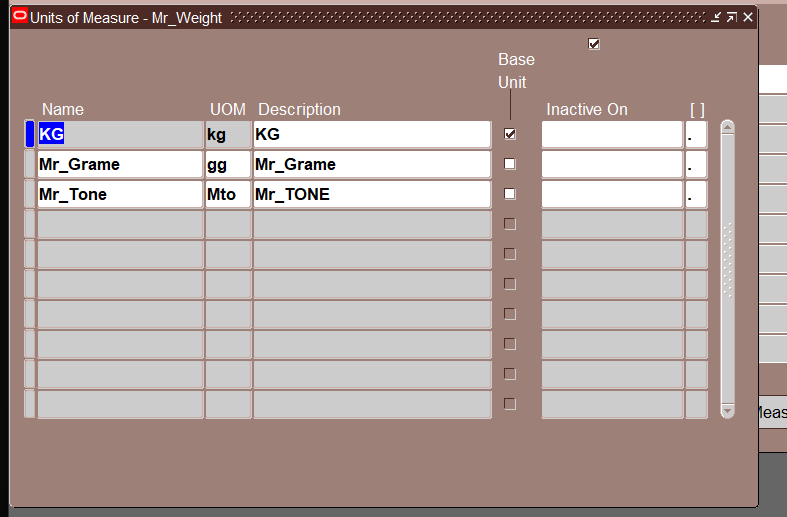 Units of Measure - Mr_Weight
Base
Unit
Name UOM Description Inactive On [ ]
KG kg KG .
Mr_Grame gg Mr_Grame .
Mr_Tone Mto Mr_TONE .